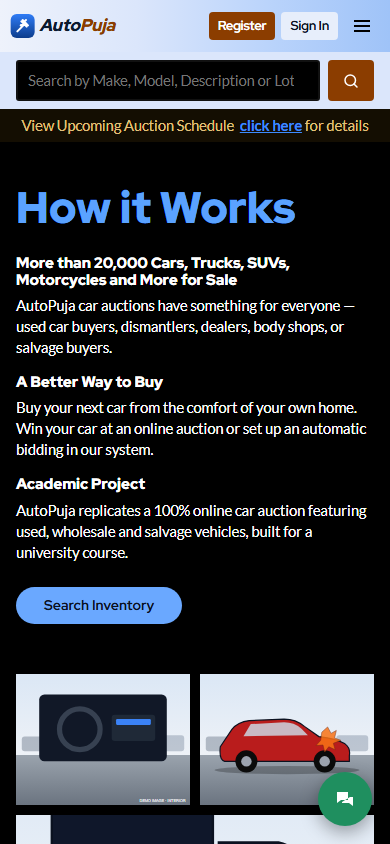 AutoPuja
Register
Sign In
Search by Make, Model, Description or Lot
View Upcoming Auction Schedule click here for details
How it Works
More than 20,000 Cars, Trucks, SUVs,
Motorcycles and More for Sale
AutoPuja car auctions have something for everyone —
used car buyers, dismantlers, dealers, body shops, or
salvage buyers.
A Better Way to Buy
Buy your next car from the comfort of your own home.
Win your car at an online auction or set up an automatic
bidding in our system.
Academic Project
AutoPuja replicates a 100% online car auction featuring
used, wholesale and salvage vehicles, built for a
university course.
Search Inventory
DEMO IMAGE · INTERIOR